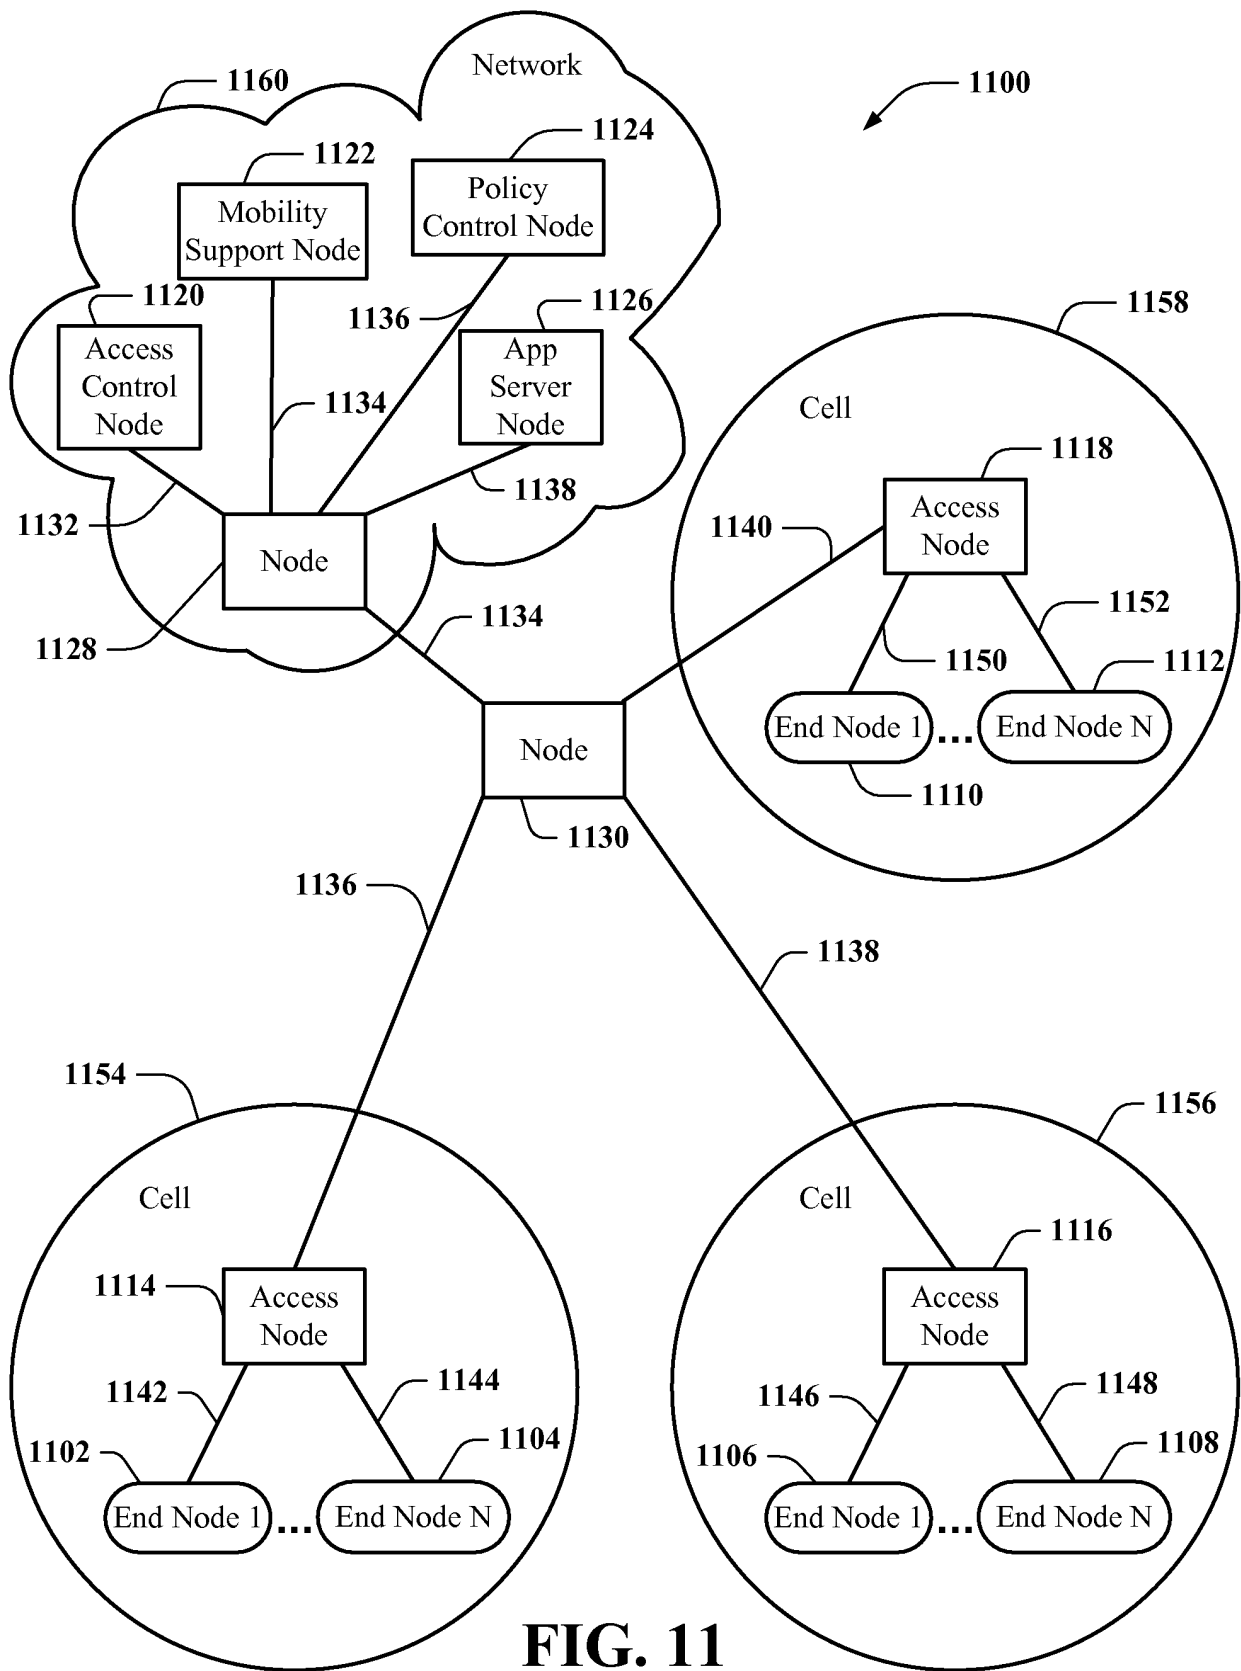 Network
1160
1100
1124
1122
Policy
Control Node
Mobility
Support Node
1120
1136
1126
1158
Access
Control
Node
App
Server
Node
1134
Cell
1118
1138
1132
1140
Access
Node
Node
1152
1134
1128
1150
1112
End Node 1
...
End Node N
Node
1110
1130
1136
1138
1154
1156
Cell
Cell
1116
1114
Access
Node
Access
Node
1142
1144
1146
1148
1102
1104
1106
1108
End Node 1
...
End Node N
End Node 1
...
End Node N
FIG. 11